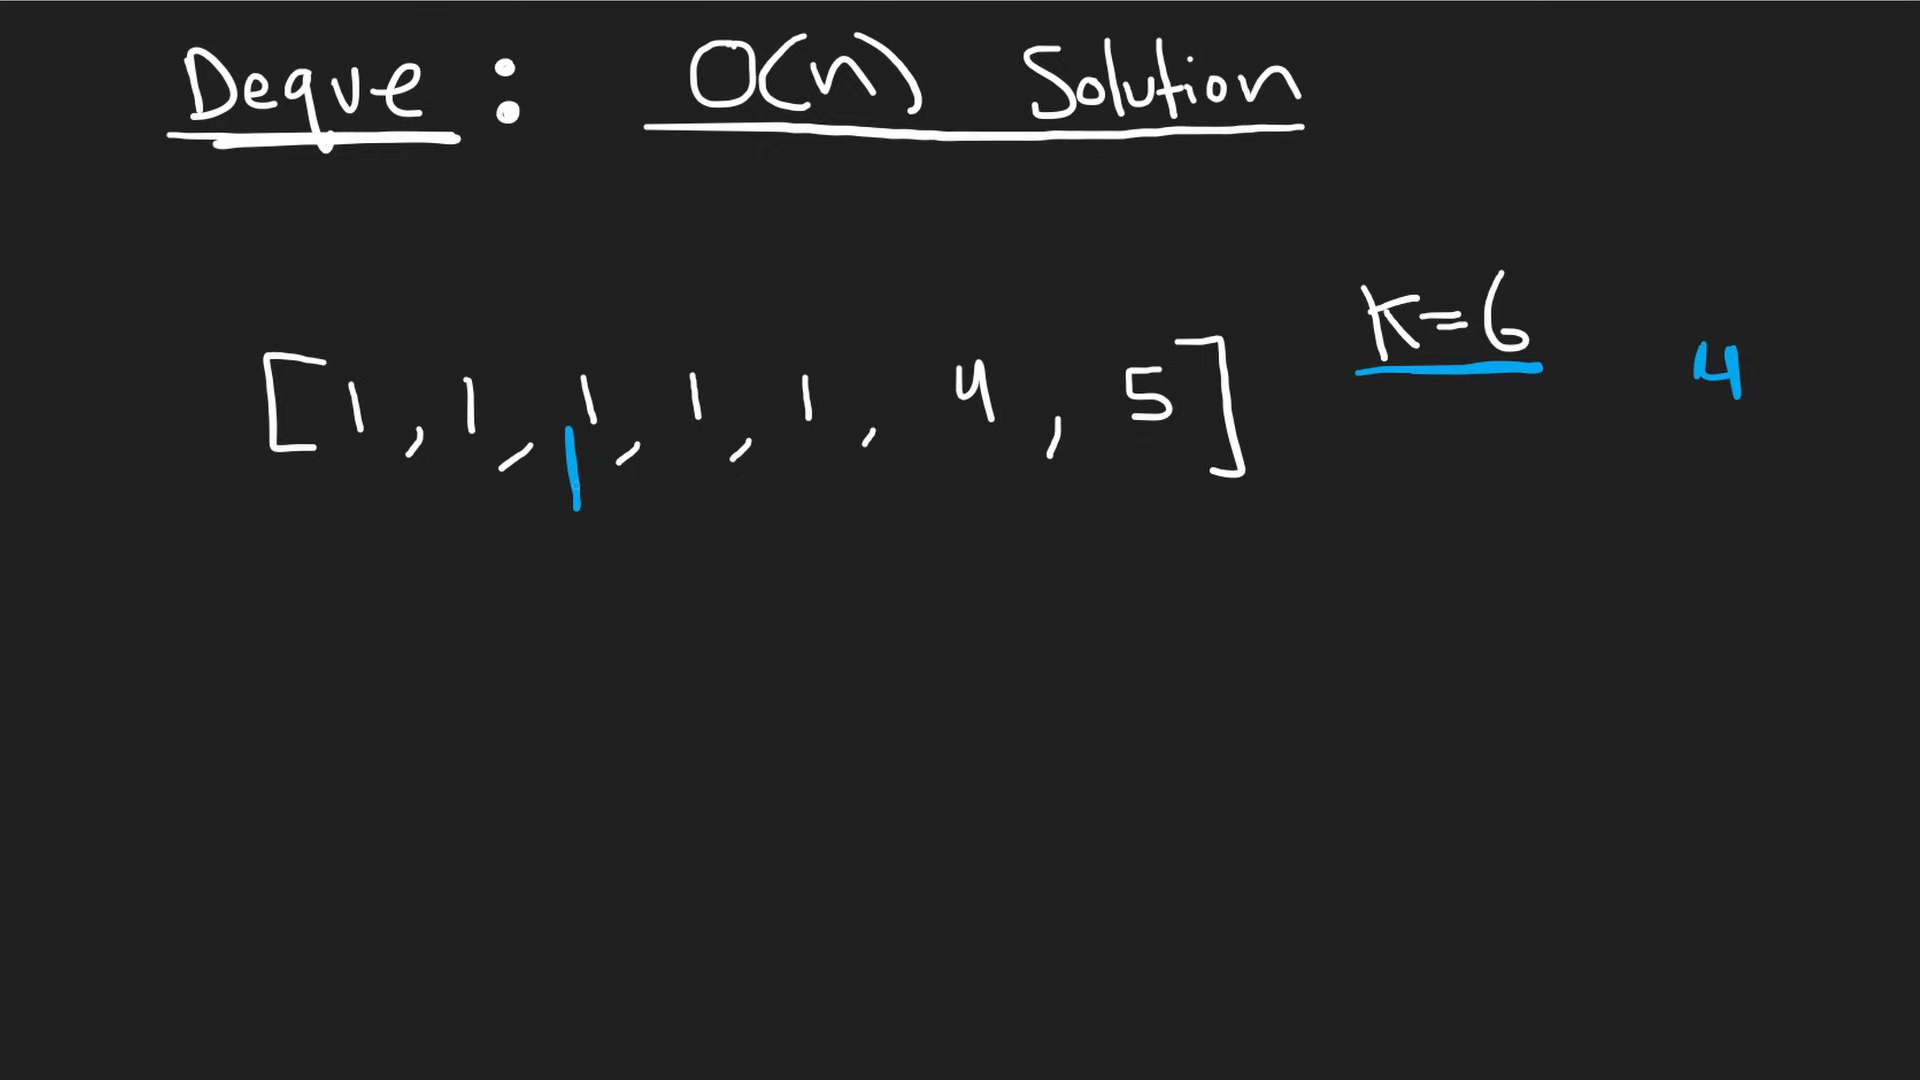 Deque : O(n) Solution
K=6
[1, 1, 1, 1, 1, 4, 5] 4